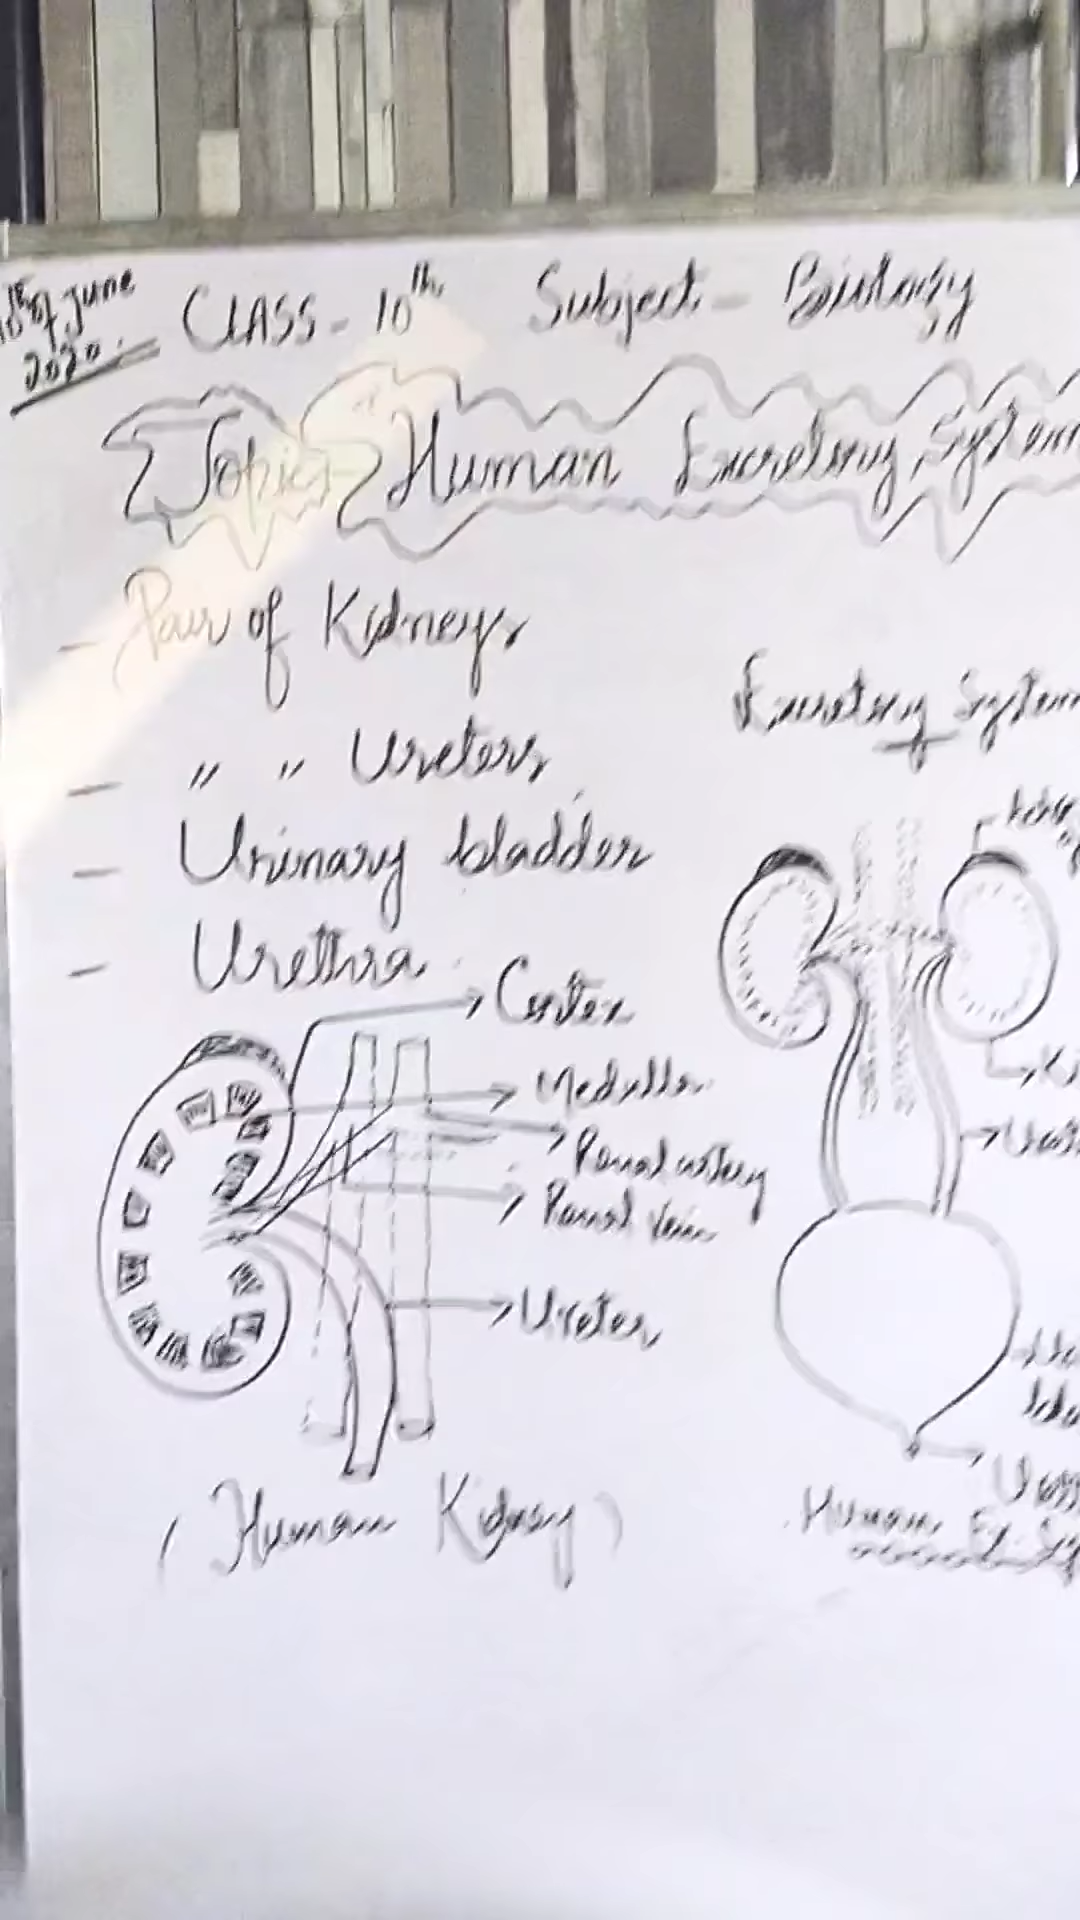 June
2020.
CLASS - 10th Subject - Biology
Topic - Human Excretory System
- Pair of Kidneys
- " " Ureters
- Urinary bladder
- Urethra
Excretory System
Cortex
Medulla
Renal artery
Renal vein
Ureter
(Human Kidney)
Human